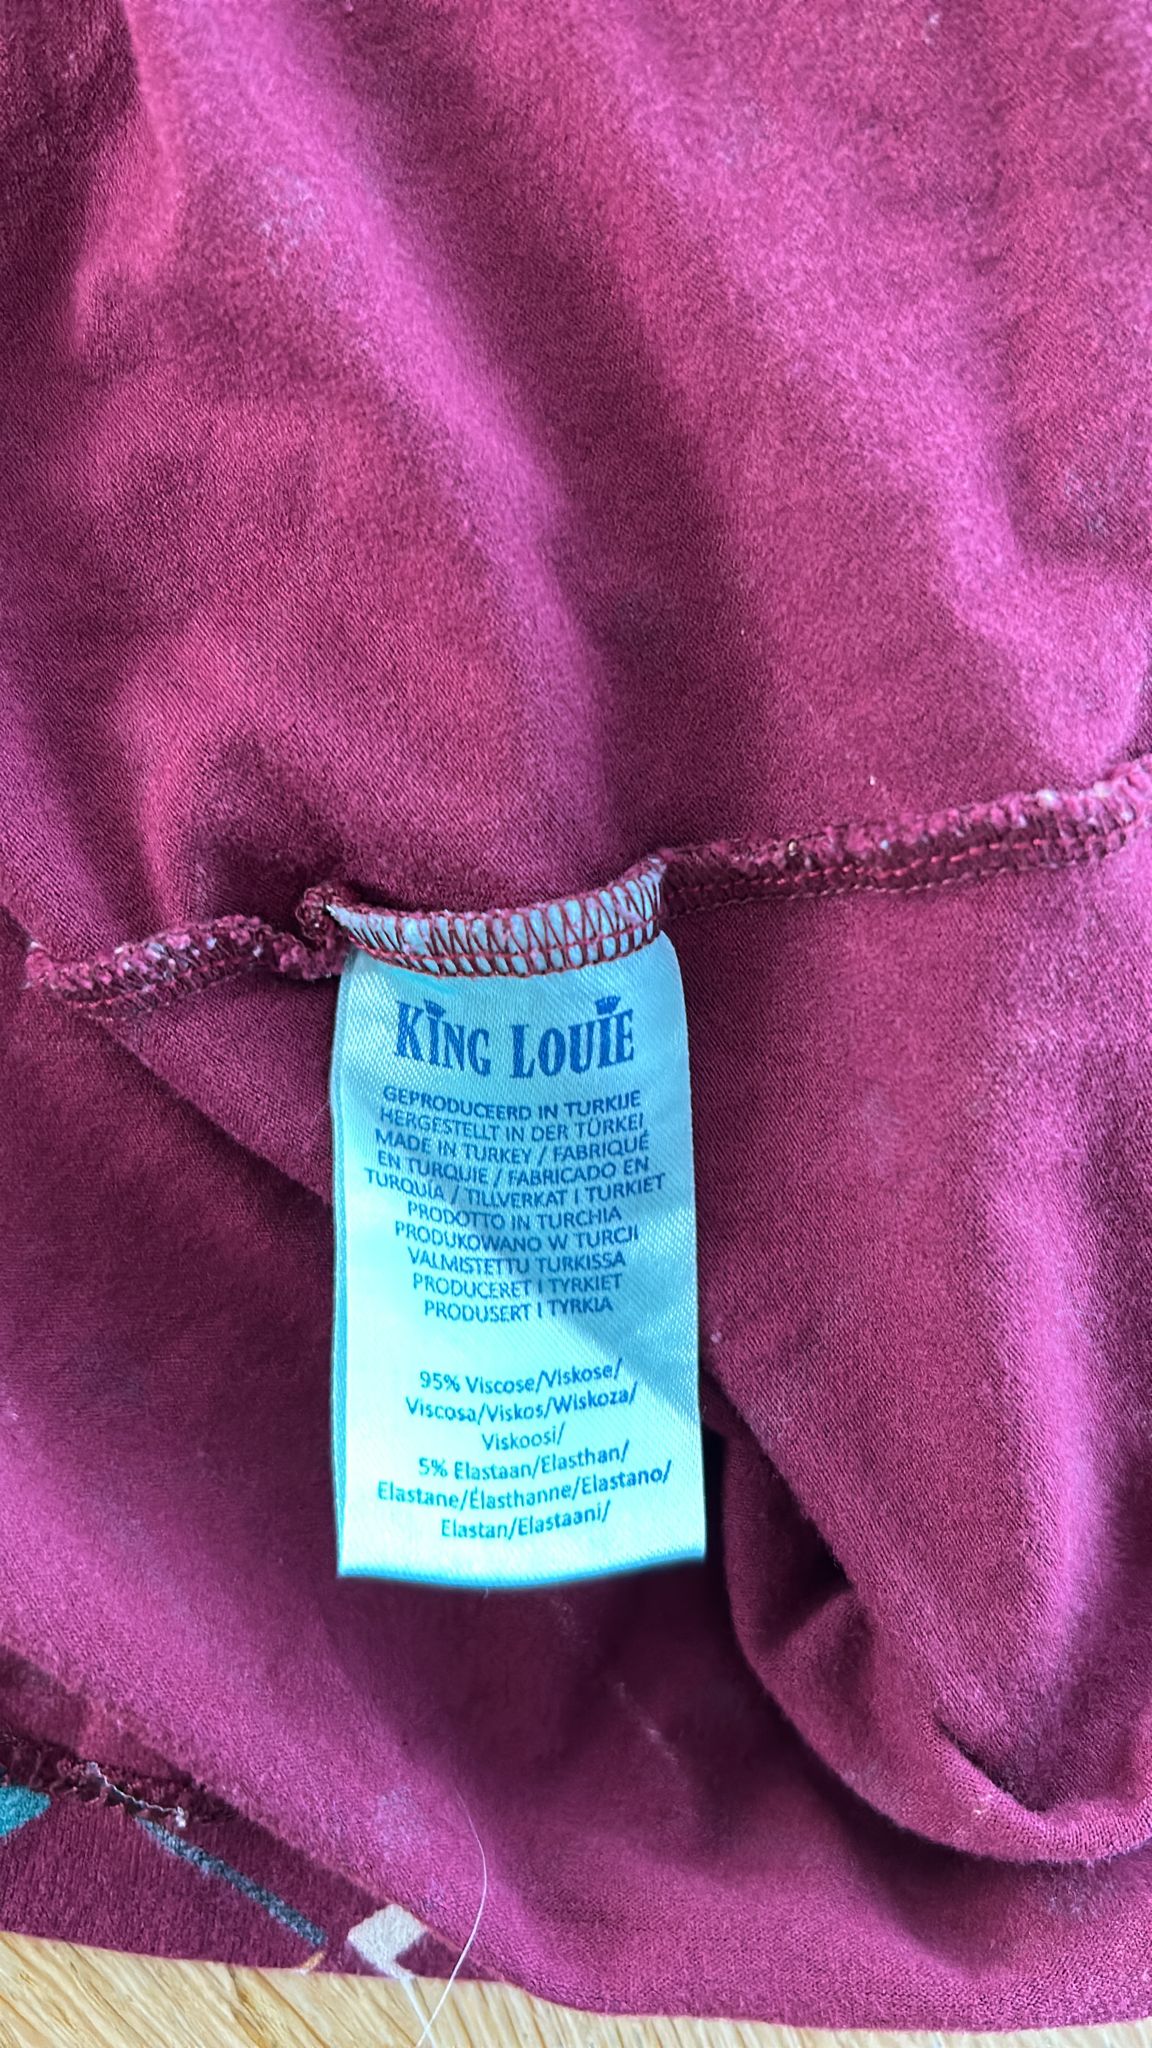 KING LOUIE
GEPRODUCEERD IN TURKIJE
HERGESTELLT IN DER TÜRKEI
MADE IN TURKEY / FABRIQUÉ
EN TURQUIE / FABRICADO EN
TURQUÍA / TILLVERKAT I TURKIET
PRODOTTO IN TURCHIA
PRODUKOWANO W TURCJI
VALMISTETTU TURKISSA
PRODUCERET I TYRKIET
PRODUSERT I TYRKIA
95% Viscose/Viskose/
Viscosa/Viskos/Wiskoza/
Viskoosi/
5% Elastaan/Elasthan/
Elastane/Élasthanne/Elastano/
Elastan/Elastaani/